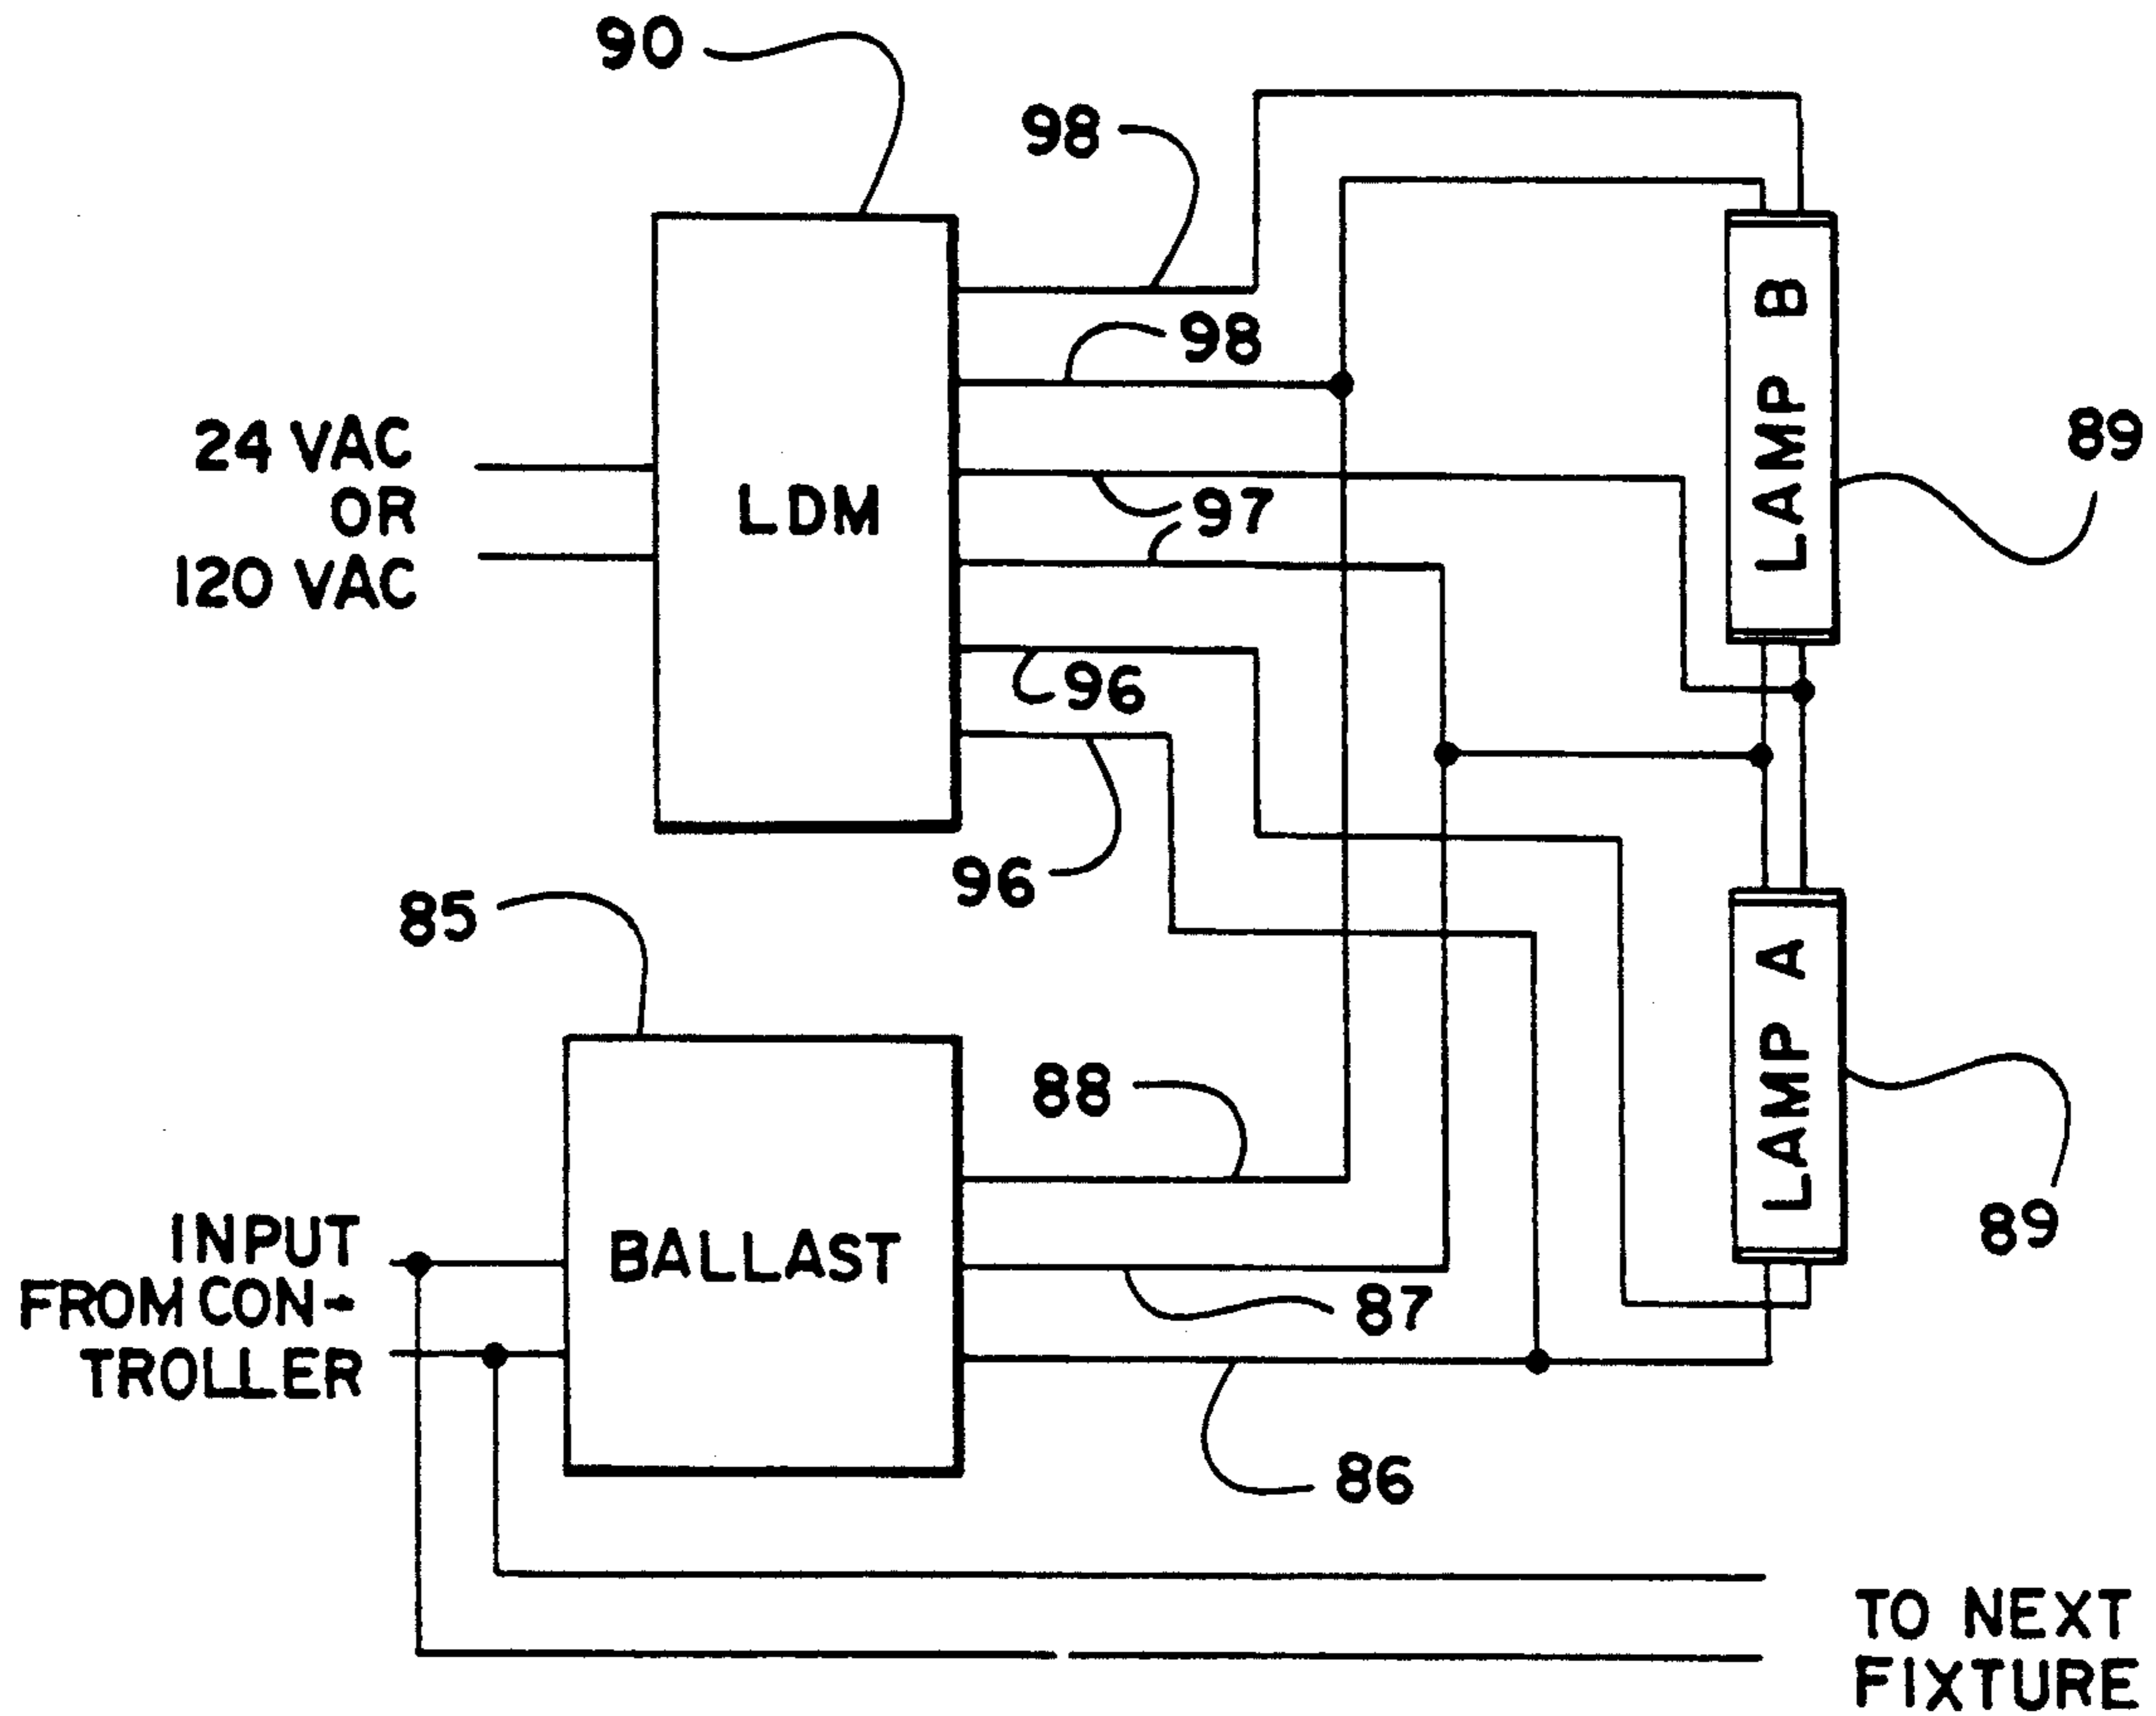 90
98
98
LAMP B
89
24 VAC
OR
120 VAC
LDM
97
96
96
85
LAMP A
88
89
INPUT
FROM CON-
TROLLER
BALLAST
87
86
TO NEXT
FIXTURE